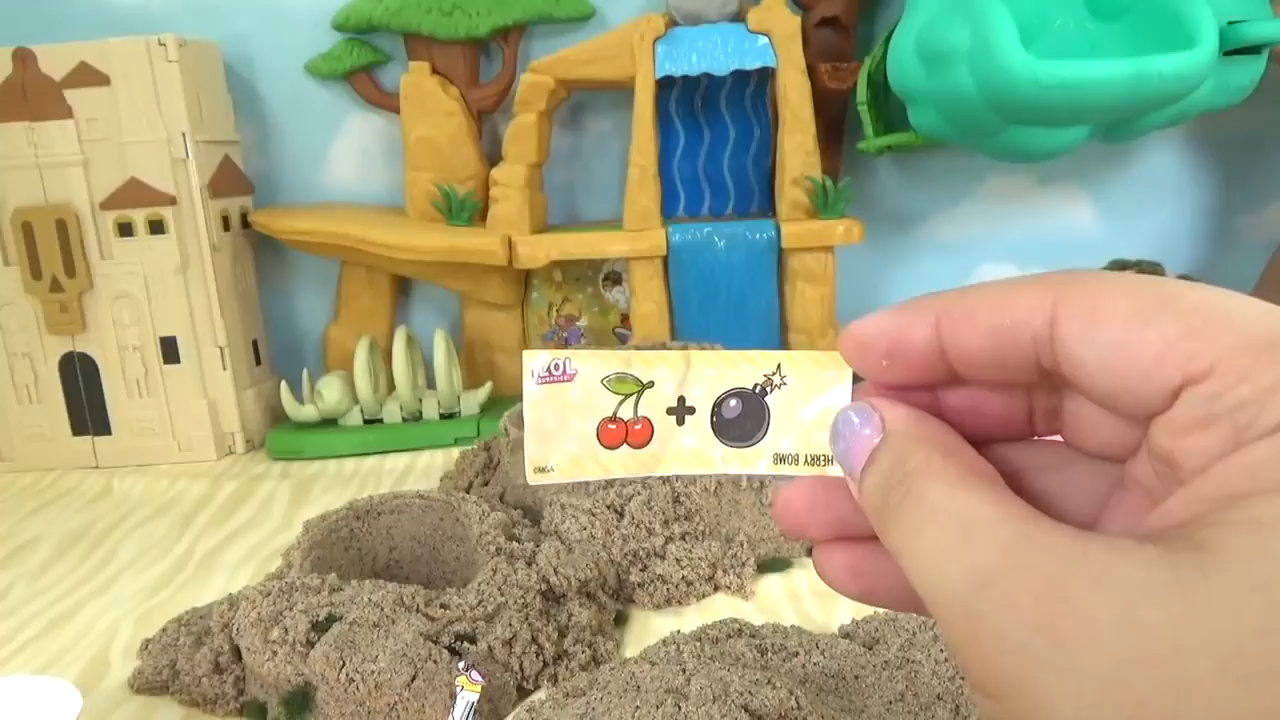 L.O.L.
SURPRISE!
+
©MGA
HERRY BOMB